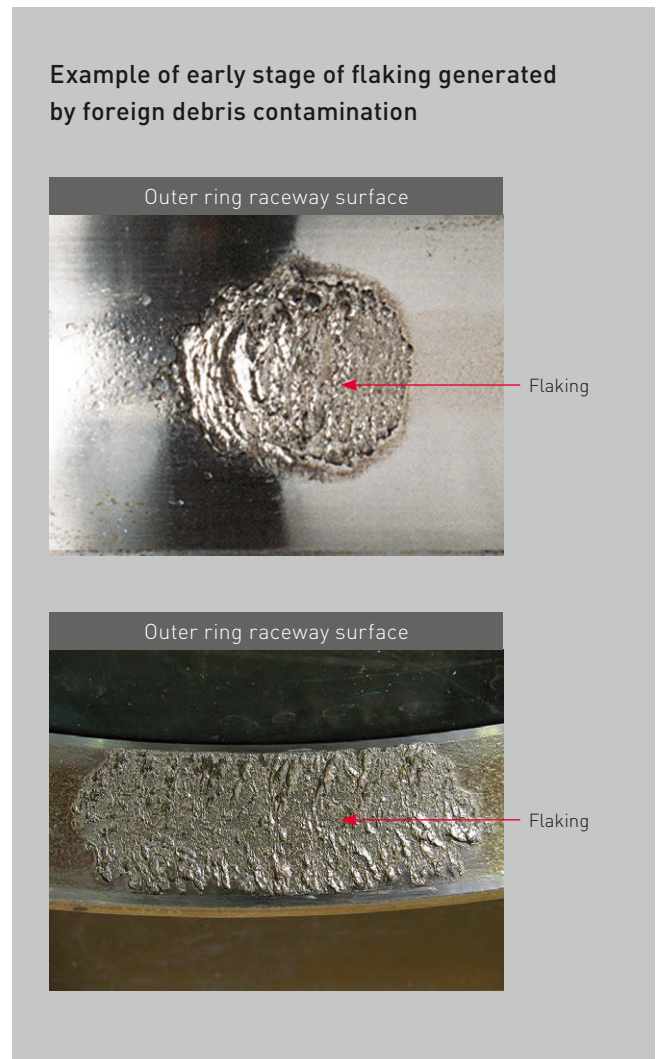 Example of early stage of flaking generated
by foreign debris contamination
Outer ring raceway surface
Flaking
Outer ring raceway surface
Flaking